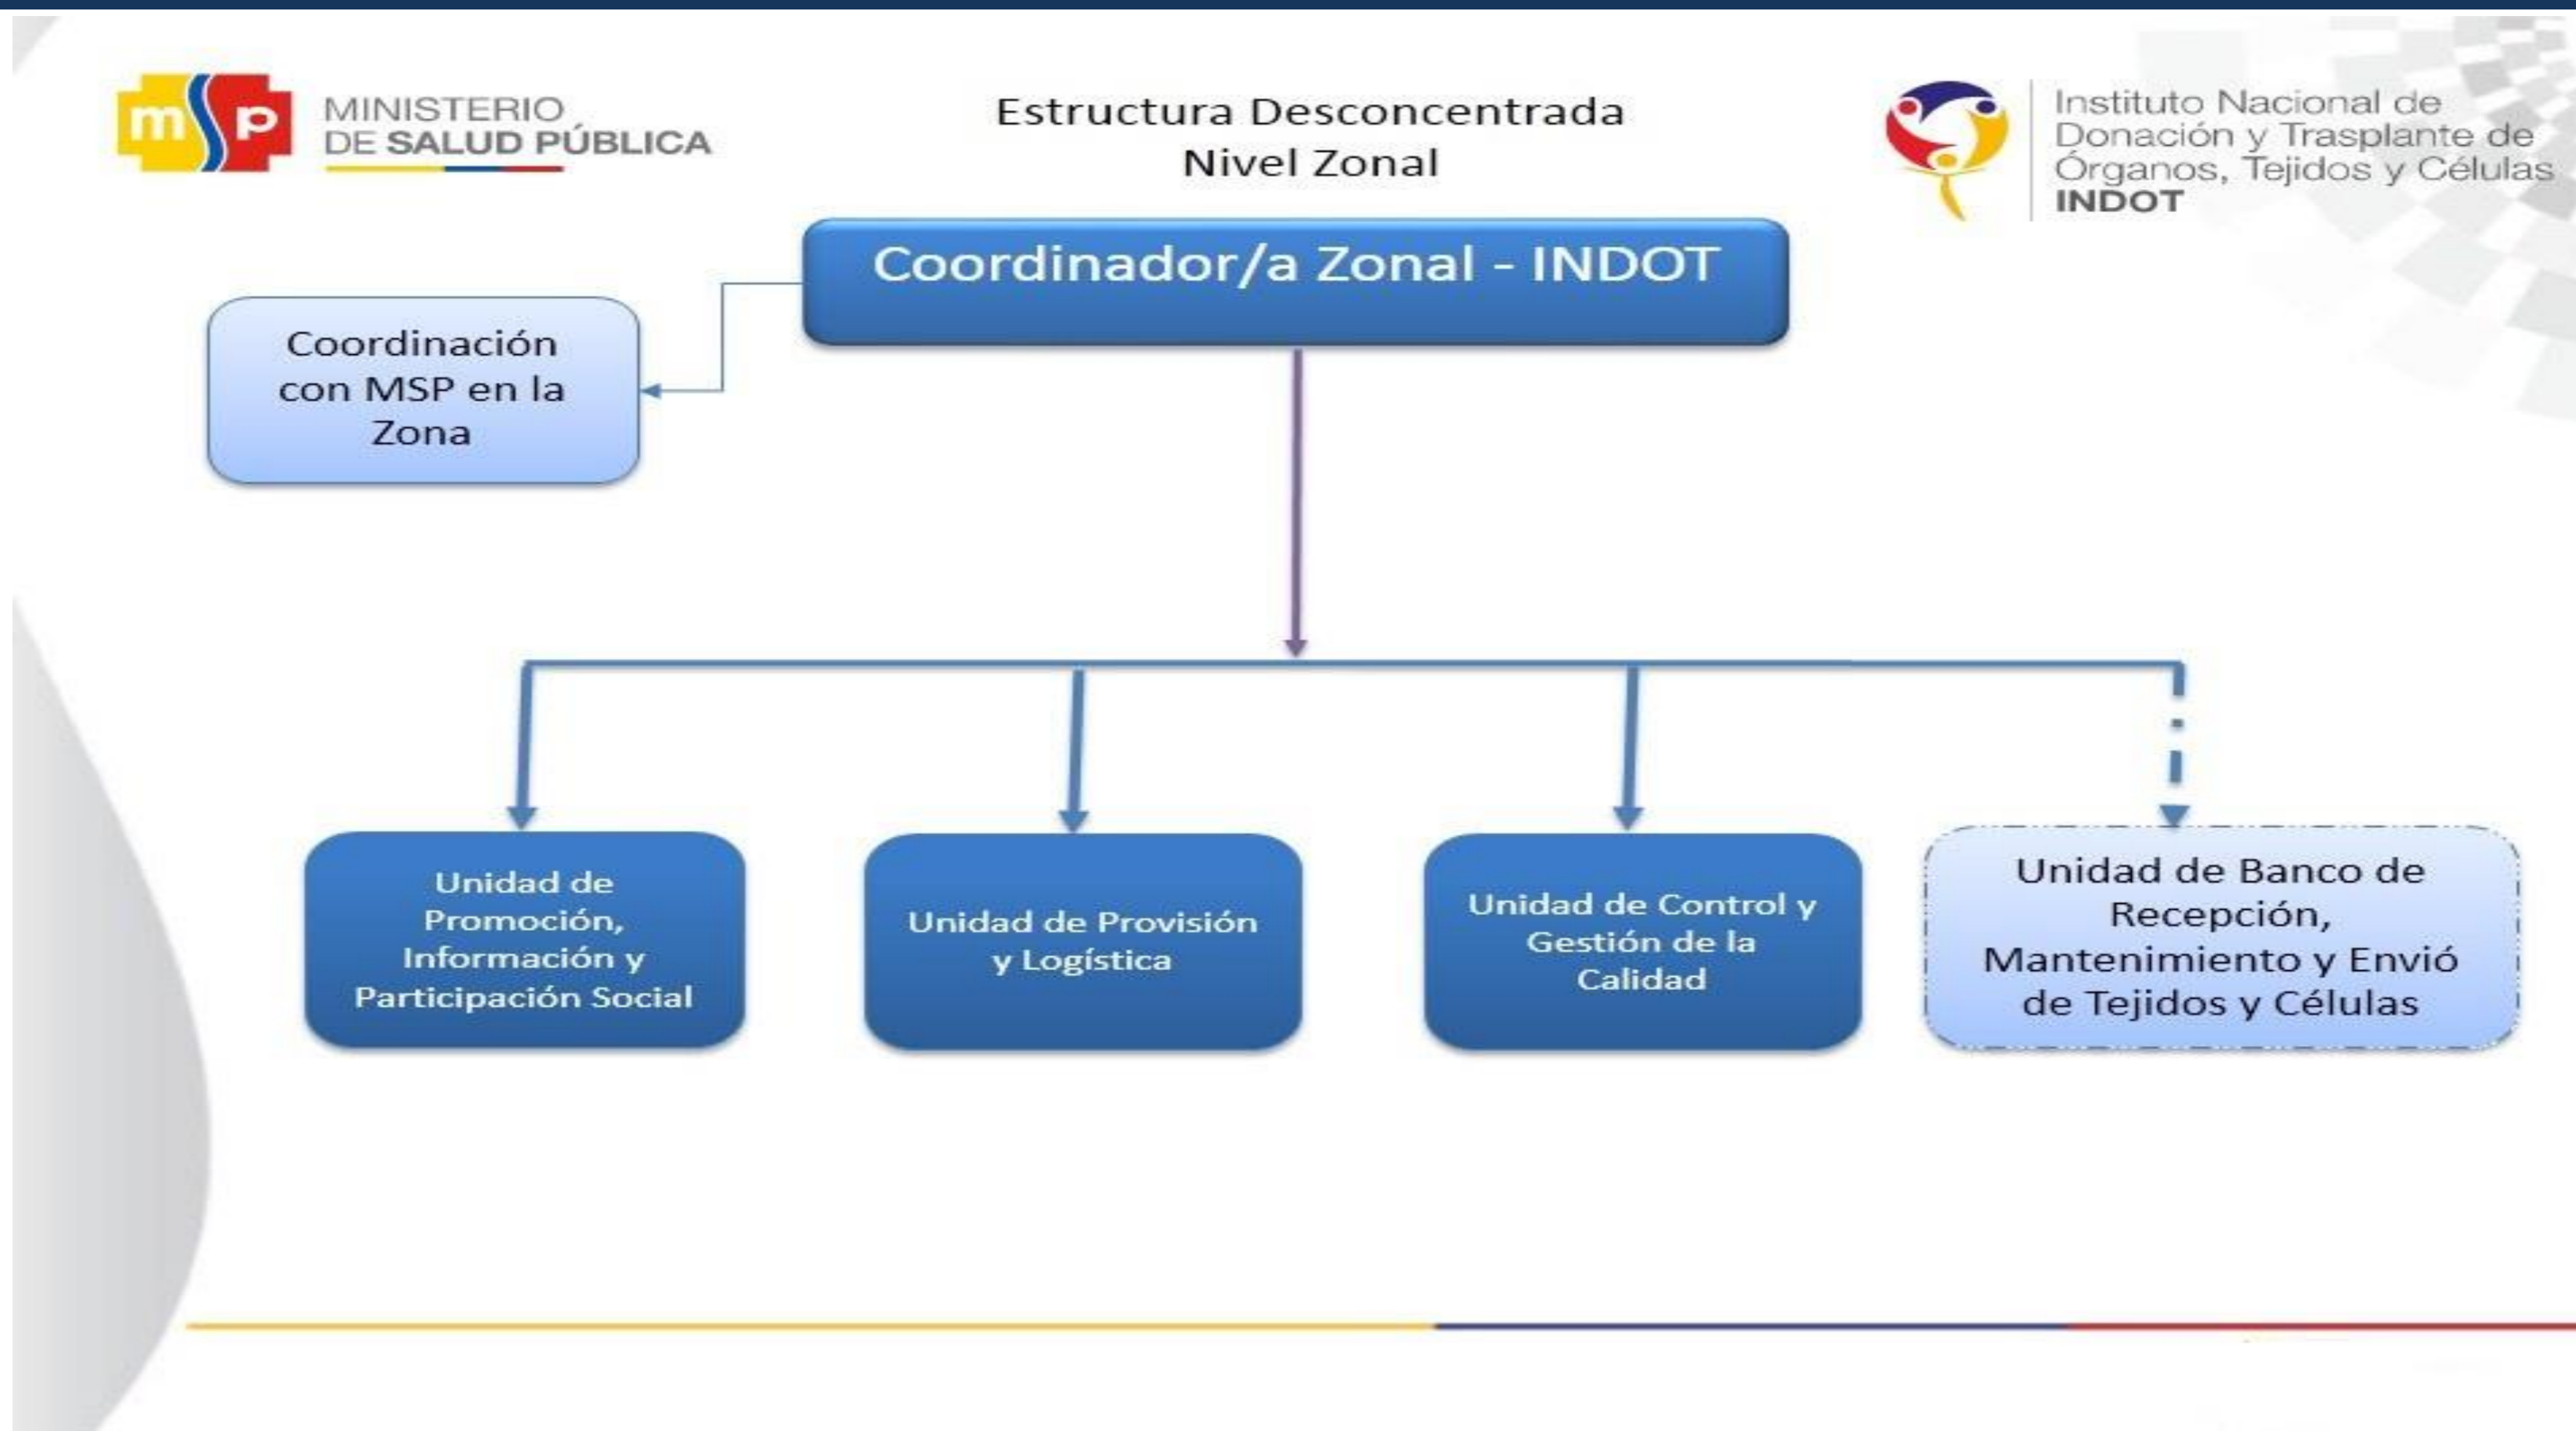 msp
MINISTERIO
DE SALUD PÚBLICA
Estructura Desconcentrada
Nivel Zonal
Instituto Nacional de
Donación y Trasplante de
Órganos, Tejidos y Células
INDOT
Coordinador/a Zonal - INDOT
Coordinación
con MSP en la
Zona
Unidad de
Promoción,
Información y
Participación Social
Unidad de Provisión
y Logística
Unidad de Control y
Gestión de la
Calidad
Unidad de Banco de
Recepción,
Mantenimiento y Envió
de Tejidos y Células